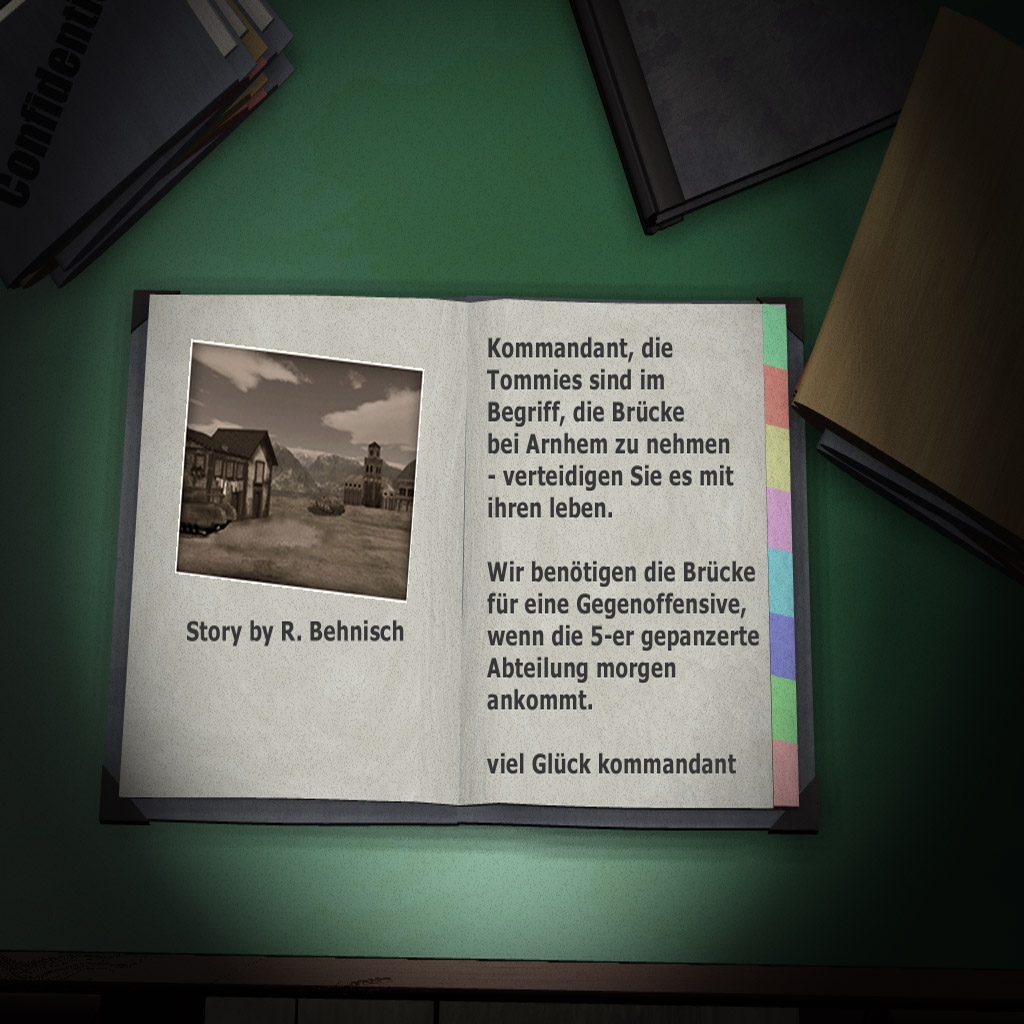 Confidential
Kommandant, die
Tommies sind im
Begriff, die Brücke
bei Arnhem zu nehmen
- verteidigen Sie es mit
ihren leben.
Wir benötigen die Brücke
für eine Gegenoffensive,
wenn die 5-er gepanzerte
Abteilung morgen
ankommt.
viel Glück kommandant
Story by R. Behnisch